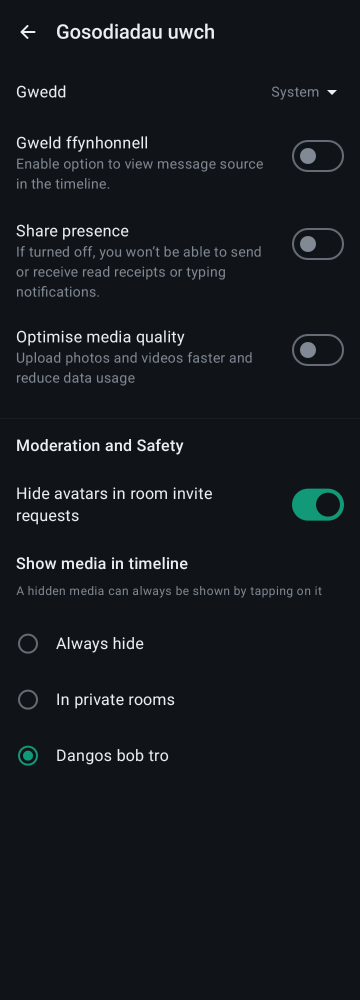 Gosodiadau uwch
Gwedd
System
Gweld ffynhonnell
Enable option to view message source
in the timeline.
Share presence
If turned off, you won’t be able to send
or receive read receipts or typing
notifications.
Optimise media quality
Upload photos and videos faster and
reduce data usage
Moderation and Safety
Hide avatars in room invite
requests
Show media in timeline
A hidden media can always be shown by tapping on it
Always hide
In private rooms
Dangos bob tro